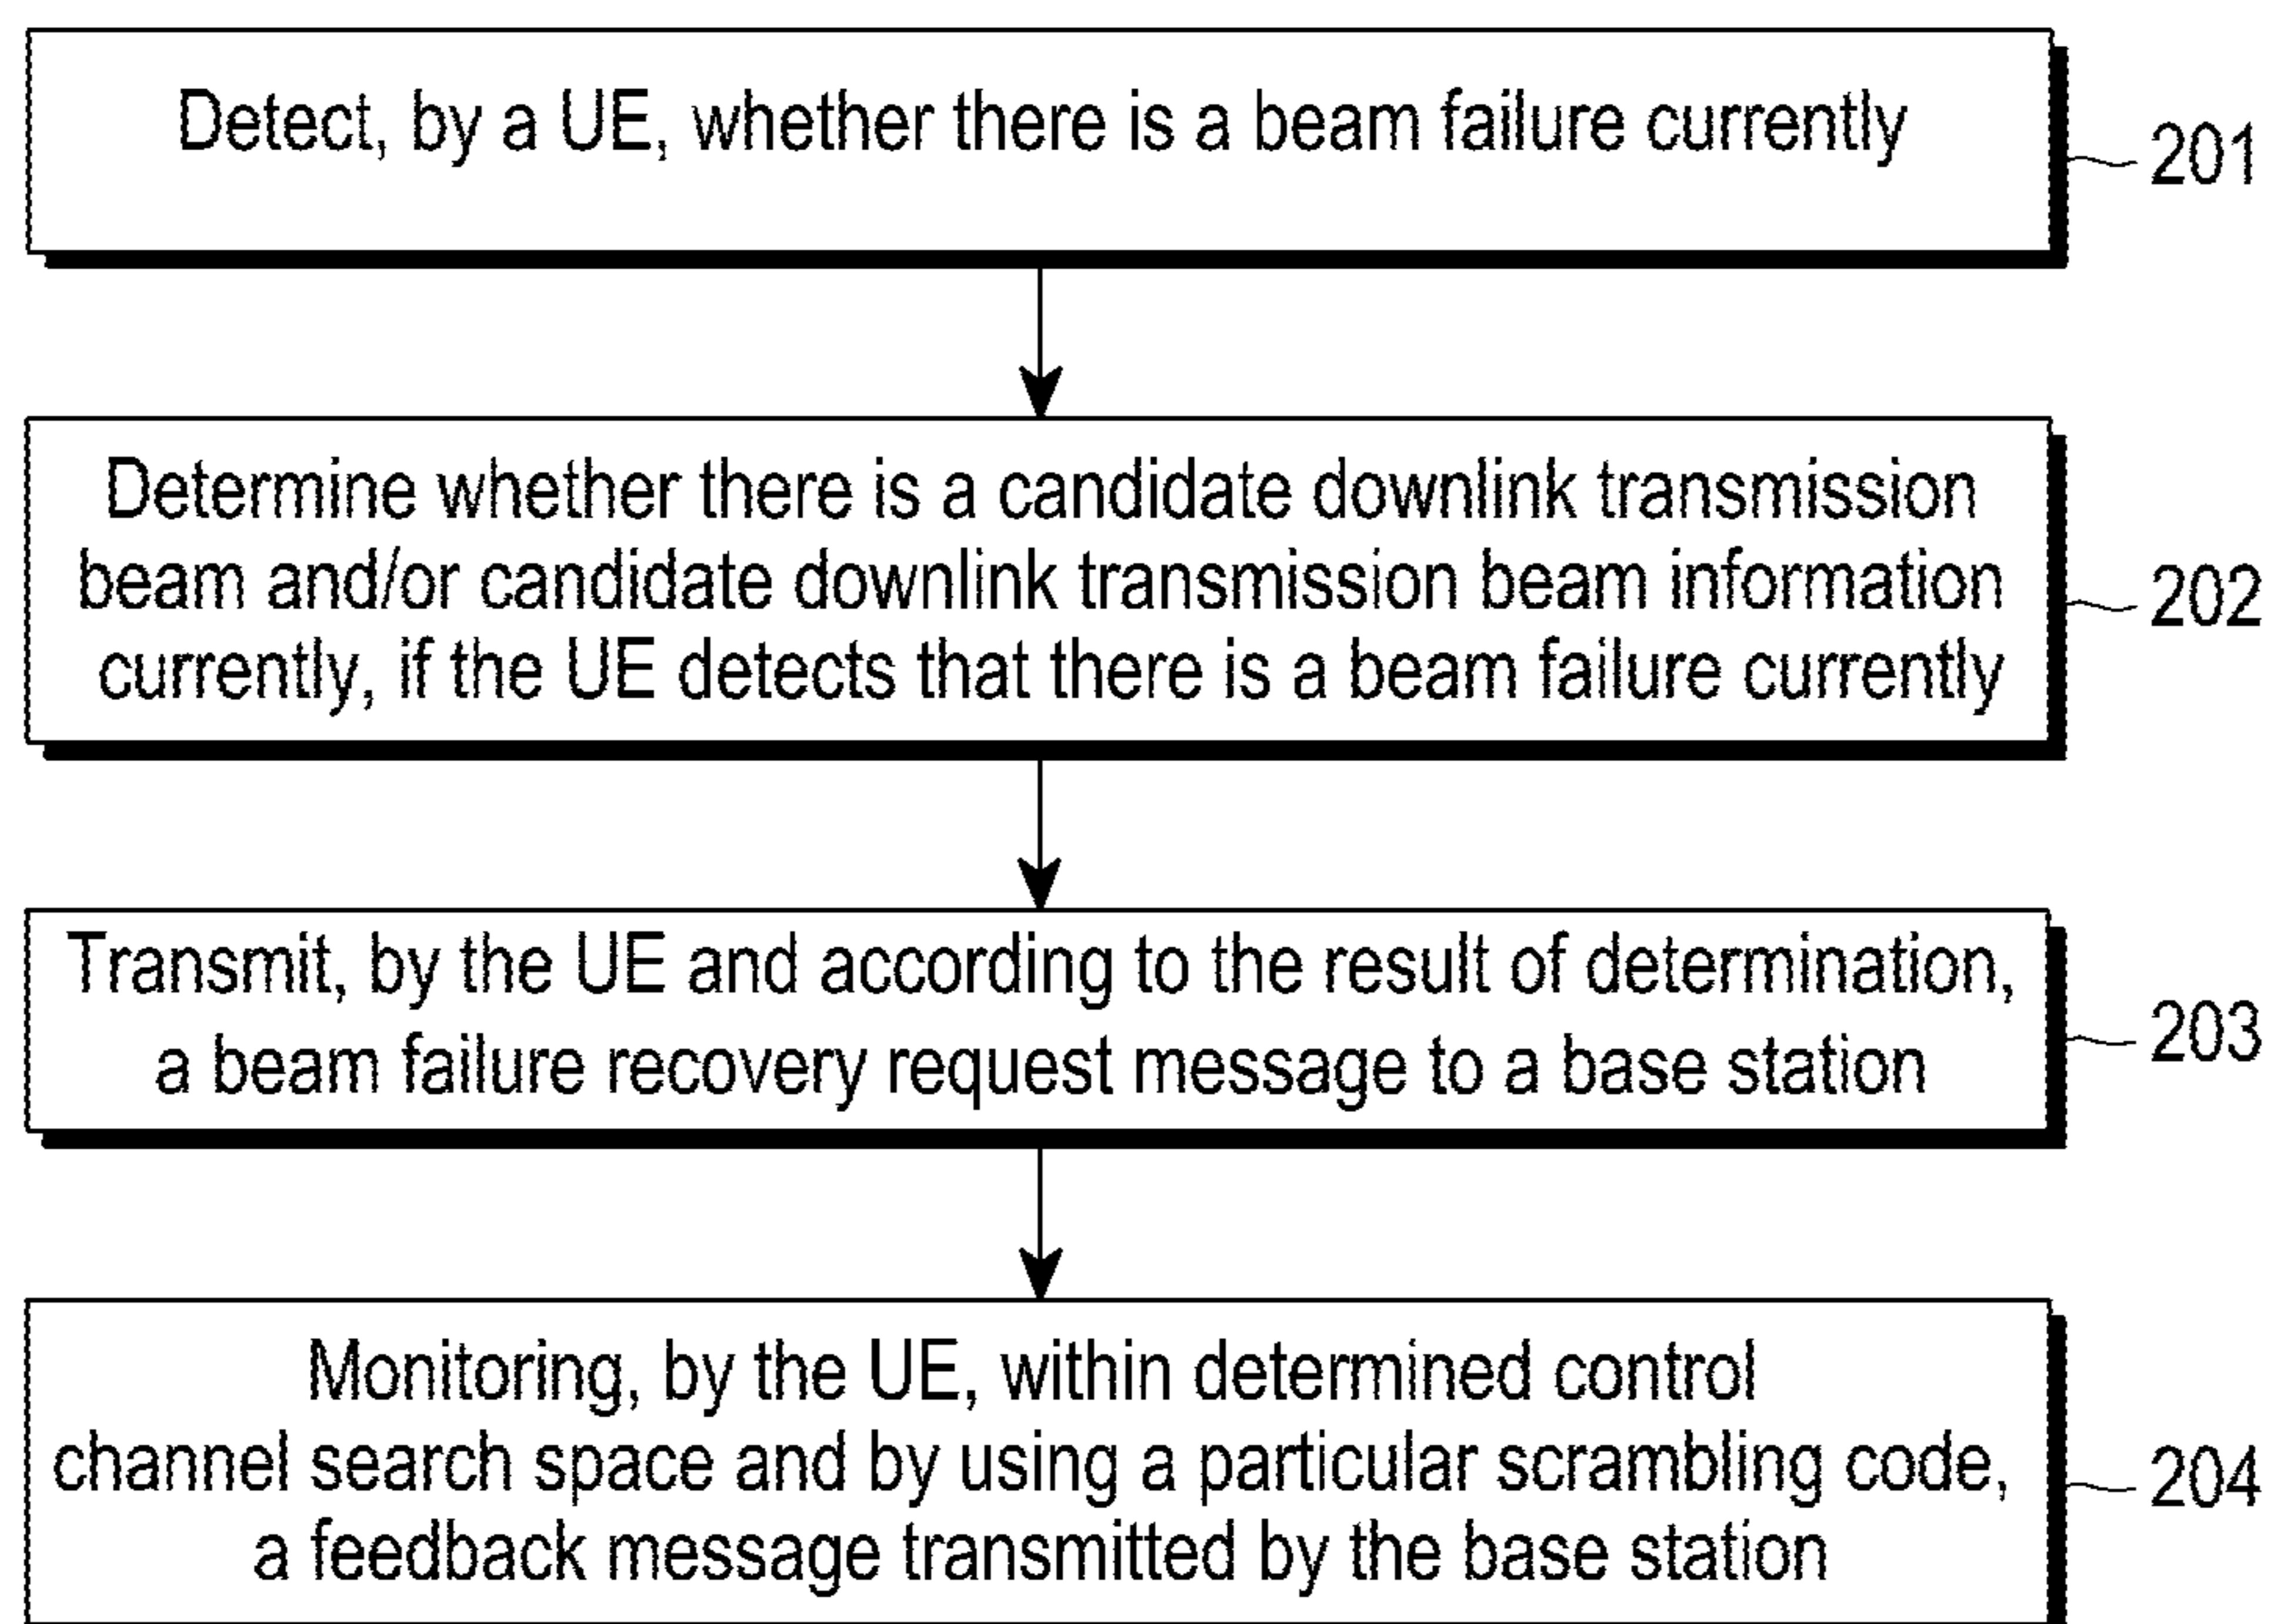 Detect, by a UE, whether there is a beam failure currently
201
Determine whether there is a candidate downlink transmission
beam and/or candidate downlink transmission beam information
currently, if the UE detects that there is a beam failure currently
202
Transmit, by the UE and according to the result of determination,
a beam failure recovery request message to a base station
203
Monitoring, by the UE, within determined control
channel search space and by using a particular scrambling code,
a feedback message transmitted by the base station
204